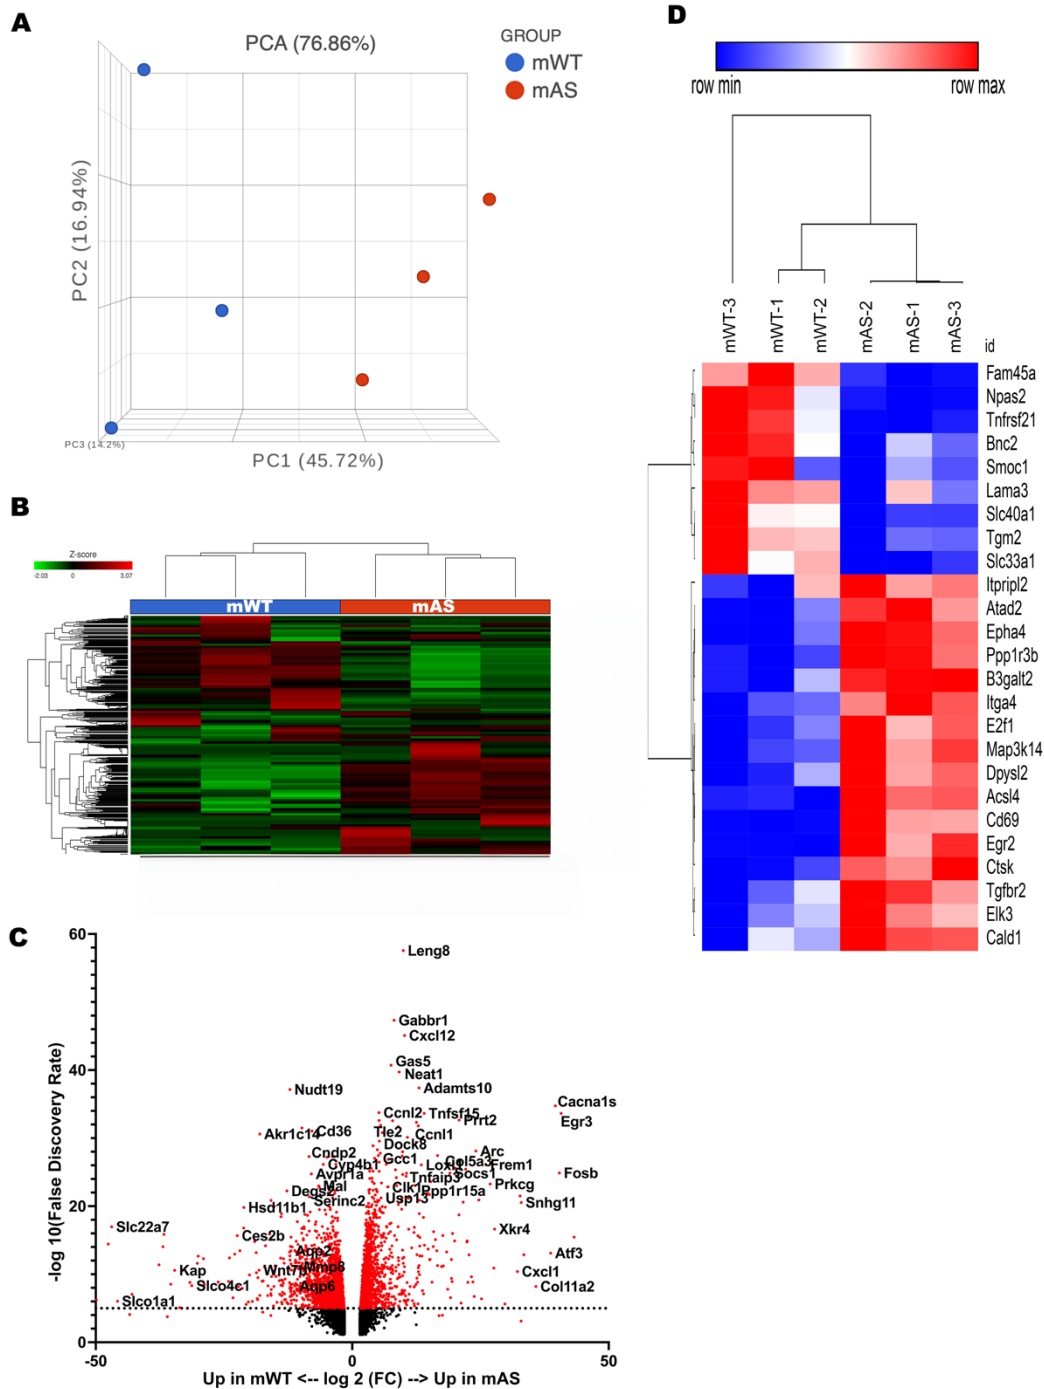 A
PCA (76.86%)
GROUP
mWT
mAS
PC2 (16.94%)
PC3 (14.2%)
PC1 (45.72%)
B
Z-score
-2.03 0 3.07
mWT mAS
C
60
40
20
0
-50 0 50
-log 10(False Discovery Rate)
Up in mWT <-- log 2 (FC) --> Up in mAS
Leng8
Gabbr1
Cxcl12
Gas5
Neat1
Nudt19
Adamts10
Cacna1s
Ccnl2
Tnfsf15
Prrt2
Egr3
Akr1c14
Cd36
Tle2
Ccnl1
Dock8
Arc
Cndp2
Cyp4b1
Gcc1
Loxl1
Col5a3
Frem1
Avpr1a
Tnfaip3
Socs1
Fosb
Mal
Degs2
Clk1
Ppp1r15a
Prkcg
Serinc2
Usp13
Snhg11
Hsd11b1
Slc22a7
Ces2b
Xkr4
Aqp2
Atf3
Kap
Wnt7b
Mmp8
Cxcl1
Slco4c1
Aqp6
Col11a2
Slco1a1
D
row min row max
mWT-3
mWT-1
mWT-2
mAS-2
mAS-1
mAS-3
id
Fam45a
Npas2
Tnfrsf21
Bnc2
Smoc1
Lama3
Slc40a1
Tgm2
Slc33a1
Itpripl2
Atad2
Epha4
Ppp1r3b
B3galt2
Itga4
E2f1
Map3k14
Dpysl2
Acsl4
Cd69
Egr2
Ctsk
Tgfbr2
Elk3
Cald1